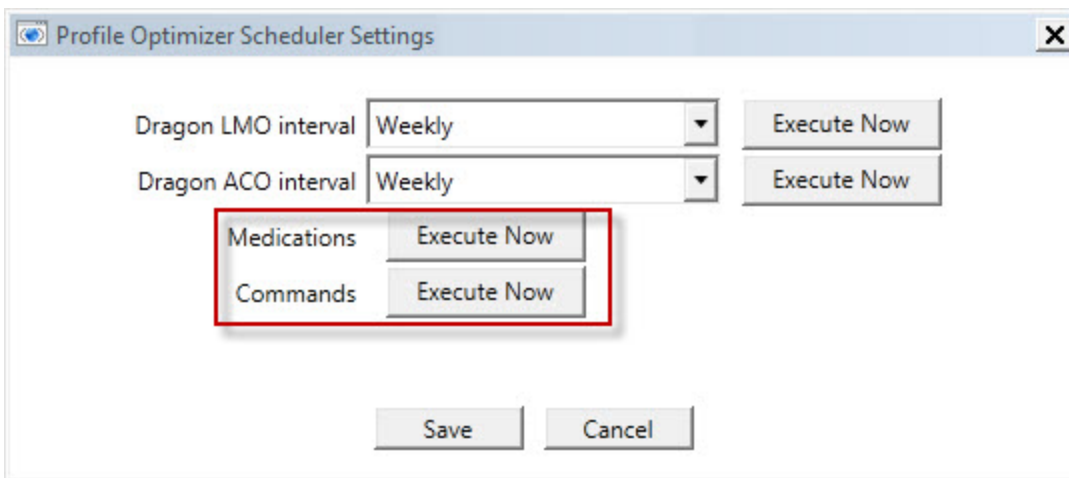 Profile Optimizer Scheduler Settings
Dragon LMO interval Weekly Execute Now
Dragon ACO interval Weekly Execute Now
Medications Execute Now
Commands Execute Now
Save Cancel